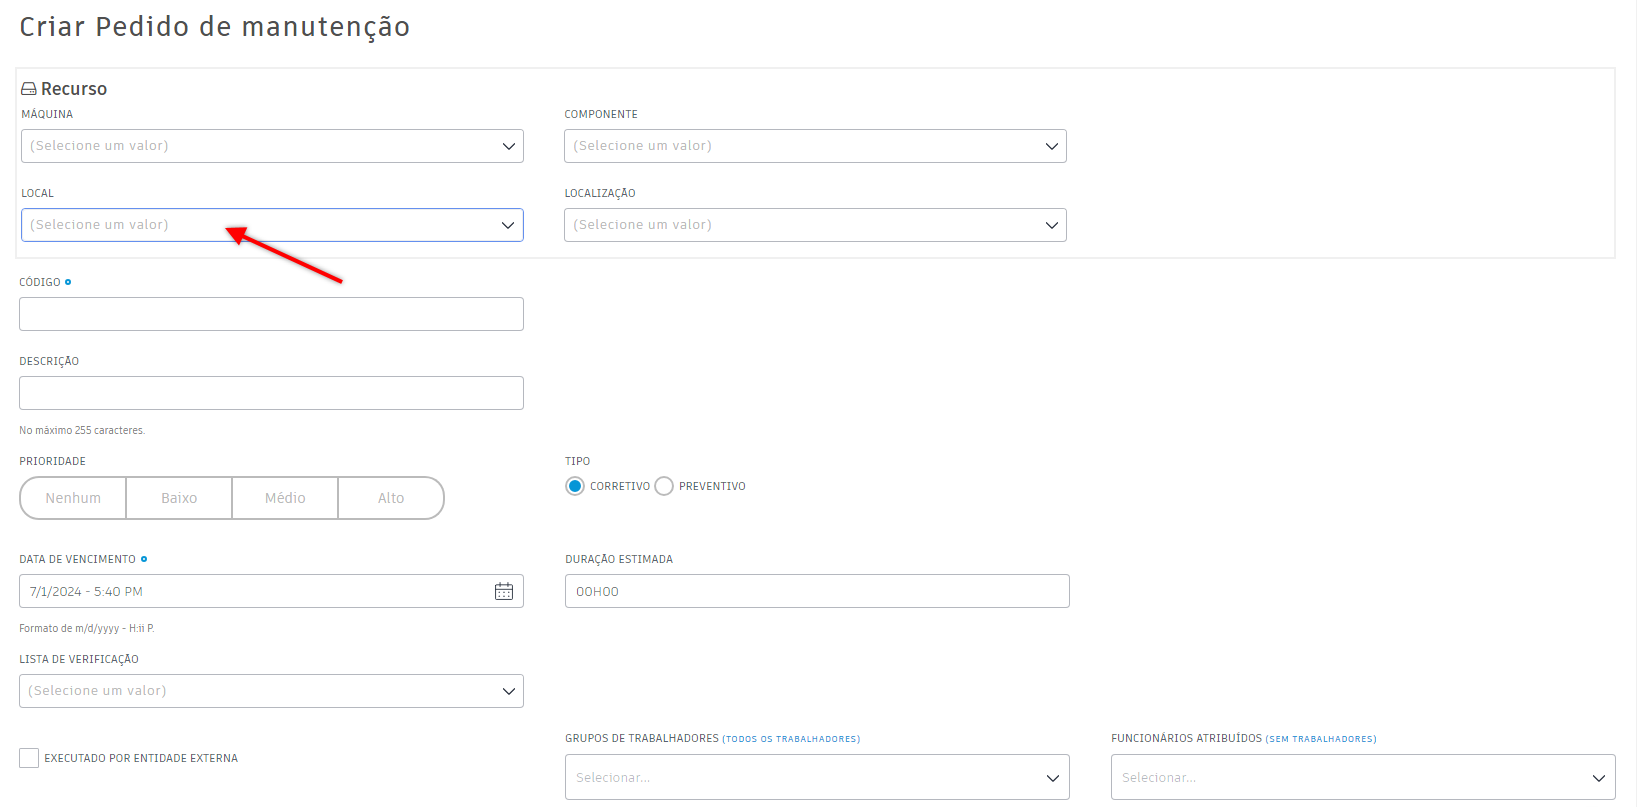 Criar Pedido de manutenção
Recurso
MÁQUINA
COMPONENTE
(Selecione um valor)
(Selecione um valor)
LOCAL
LOCALIZAÇÃO
(Selecione um valor)
(Selecione um valor)
CÓDIGO
DESCRIÇÃO
No máximo 255 caracteres.
PRIORIDADE
TIPO
Nenhum Baixo Médio Alto
CORRETIVO PREVENTIVO
DATA DE VENCIMENTO
DURAÇÃO ESTIMADA
7/1/2024 - 5:40 PM
00H00
Formato de m/d/yyyy - H:ii P.
LISTA DE VERIFICAÇÃO
(Selecione um valor)
GRUPOS DE TRABALHADORES (TODOS OS TRABALHADORES)
FUNCIONÁRIOS ATRIBUÍDOS (SEM TRABALHADORES)
EXECUTADO POR ENTIDADE EXTERNA
Selecionar...
Selecionar...